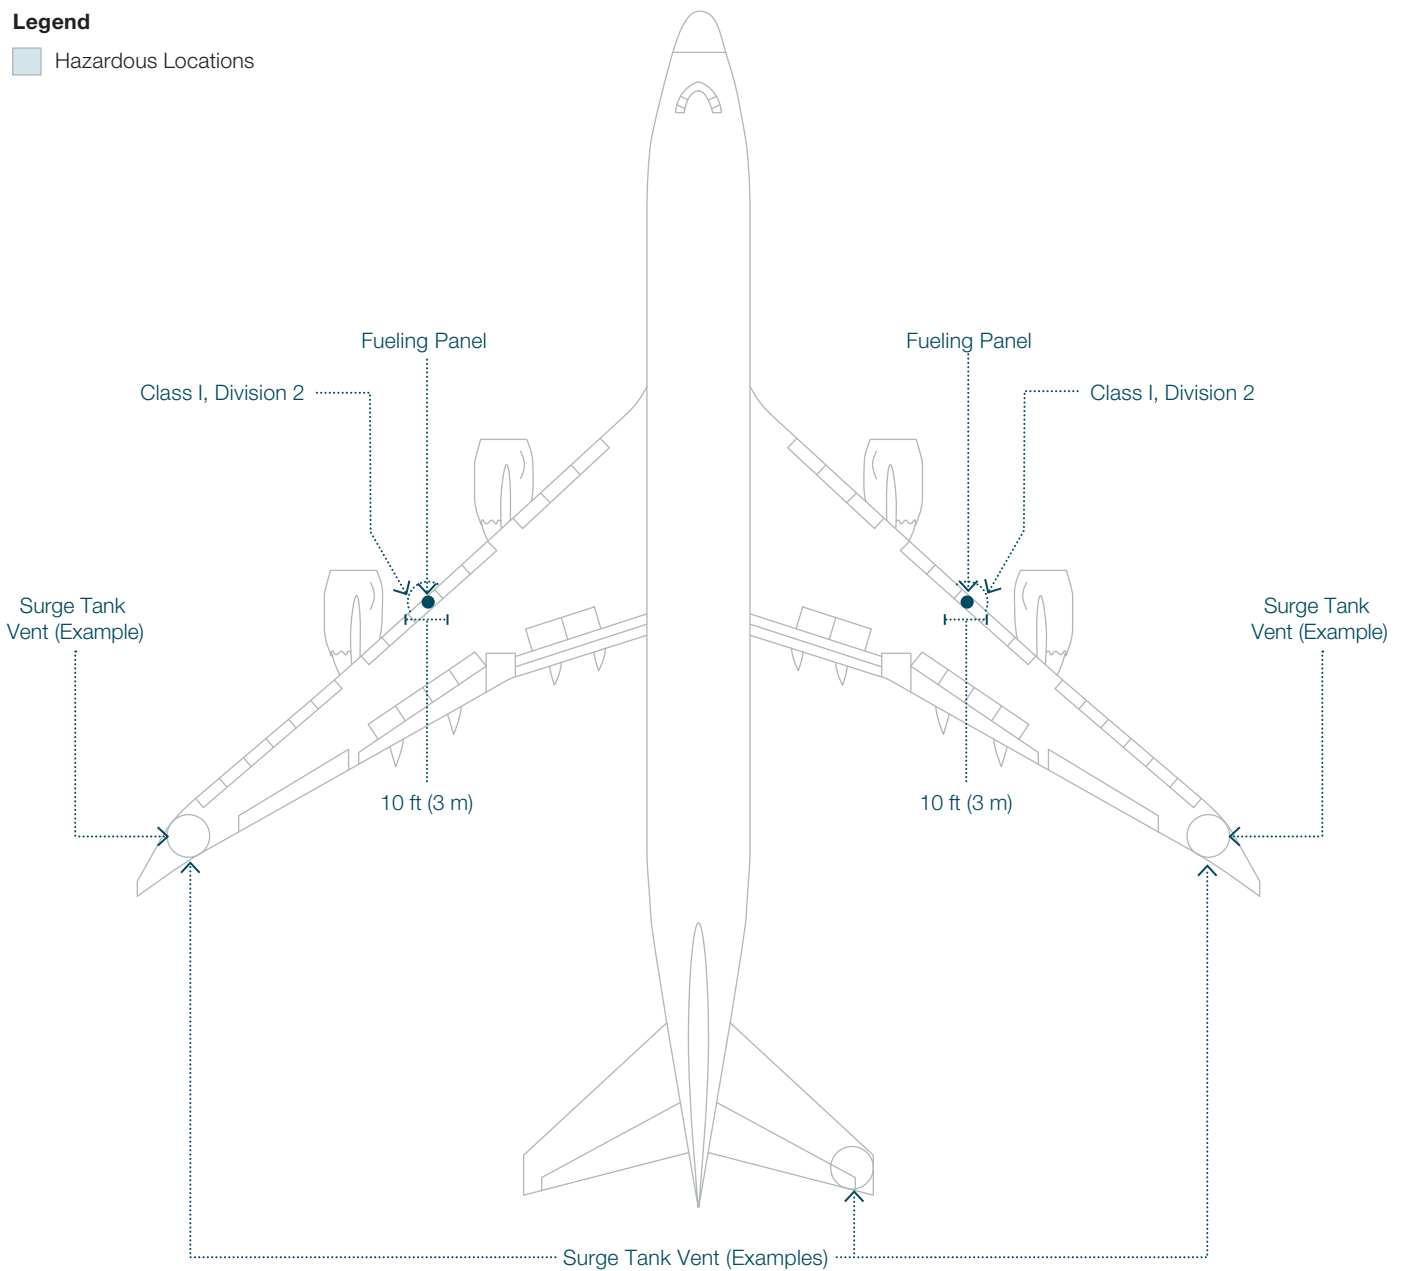 Legend
Hazardous Locations
Fueling Panel
Fueling Panel
Class I, Division 2
Class I, Division 2
Surge Tank
Vent (Example)
Surge Tank
Vent (Example)
10 ft (3 m)
10 ft (3 m)
Surge Tank Vent (Examples)